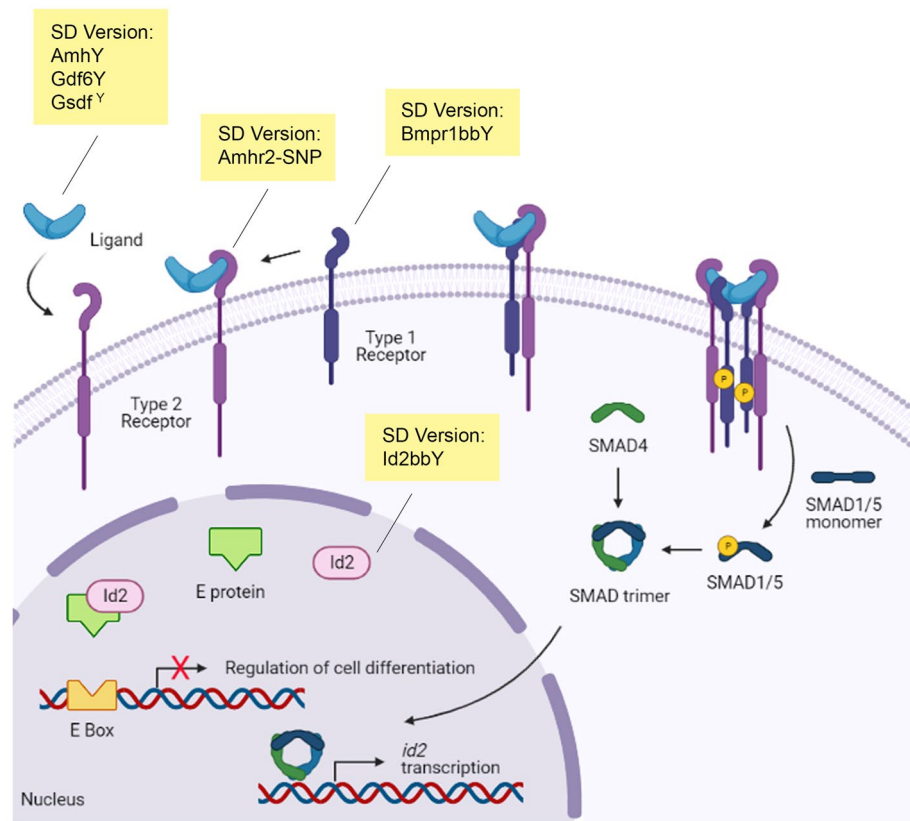 SD Version:
AmhY
Gdf6Y
Gsdf Y
SD Version:
Amhr2-SNP
SD Version:
Bmpr1bbY
Ligand
Type 1
Receptor
Type 2
Receptor
SD Version:
Id2bbY
SMAD4
P
P
SMAD1/5
monomer
P
SMAD trimer
SMAD1/5
Id2
E protein
Id2
Regulation of cell differentiation
E Box
id2
transcription
Nucleus